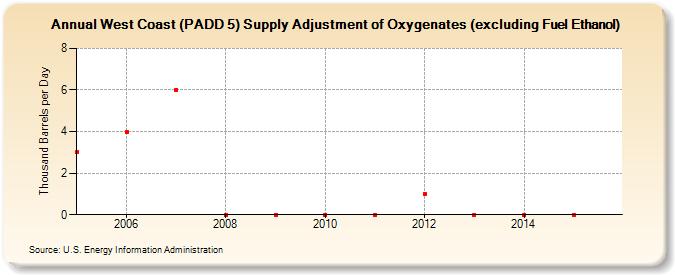 Annual West Coast (PADD 5) Supply Adjustment of Oxygenates (excluding Fuel Ethanol)
Thousand Barrels per Day
8
6
4
2
0
2006 2008 2010 2012 2014
Source: U.S. Energy Information Administration